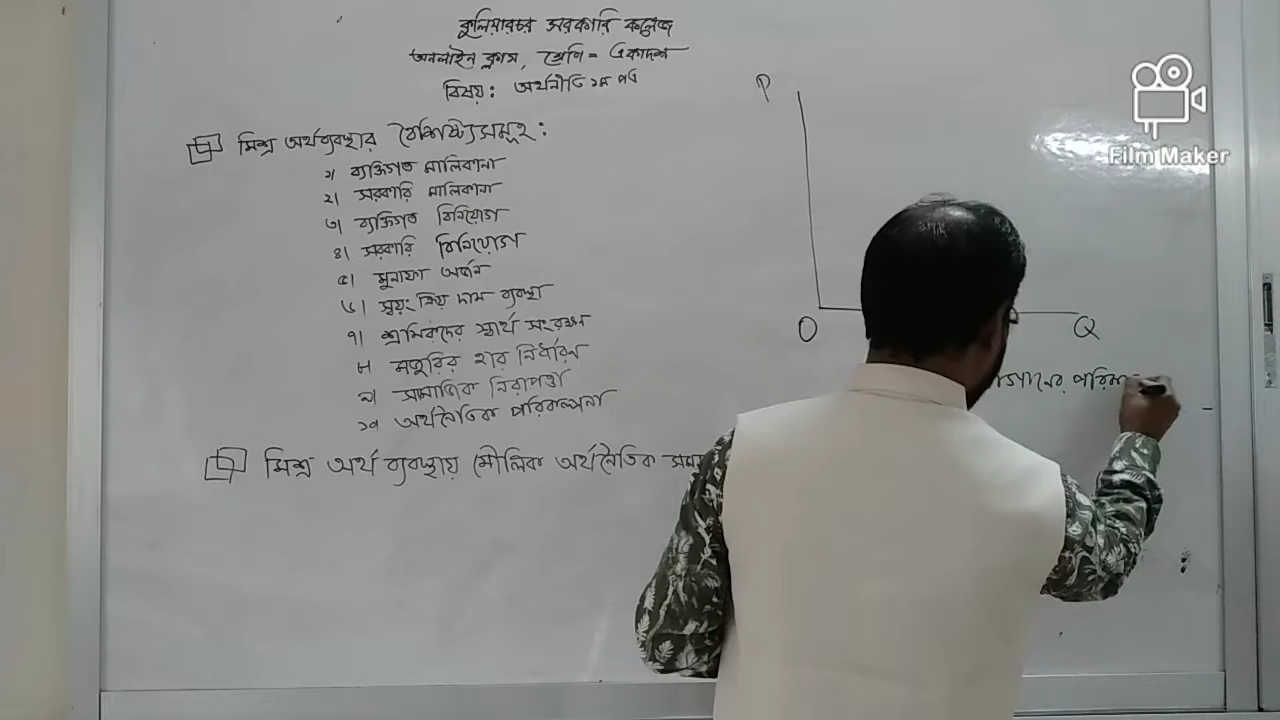 কুলিয়ারচর সরকারি কলেজ
অনলাইন ক্লাস, শ্রেণি = একাদশ
বিষয়: অর্থনীতি ১ম পত্র
মিশ্র অর্থব্যবস্থার বৈশিষ্ট্যসমূহ:
১। ব্যক্তিগত মালিকানা
২। সরকারি মালিকানা
৩। ব্যক্তিগত বিনিয়োগ
৪। সরকারি বিনিয়োগ
৫। মুনাফা অর্জন
৬। স্বয়ংক্রিয় দাম ব্যবস্থা
৭। শ্রমিকদের স্বার্থ সংরক্ষণ
৮। মজুরির হার নির্ধারণ
৯। সামাজিক নিরাপত্তা
১০। অর্থনৈতিক পরিকল্পনা
মিশ্র অর্থ ব্যবস্থায় মৌলিক অর্থনৈতিক
P
O
Q
Film Maker